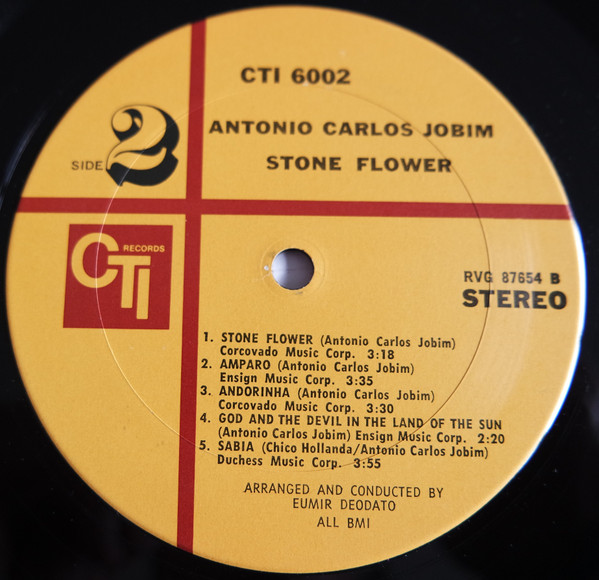 CTI 6002
ANTONIO CARLOS JOBIM
SIDE 2
STONE FLOWER
CTI RECORDS
RVG 87654 B
STEREO
1. STONE FLOWER (Antonio Carlos Jobim)
Corcovado Music Corp. 3:18
2. AMPARO (Antonio Carlos Jobim)
Ensign Music Corp. 3:35
3. ANDORINHA (Antonio Carlos Jobim)
Corcovado Music Corp. 3:30
4. GOD AND THE DEVIL IN THE LAND OF THE SUN
(Antonio Carlos Jobim) Ensign Music Corp. 2:20
5. SABIA (Chico Hollanda/Antonio Carlos Jobim)
Duchess Music Corp. 3:55
ARRANGED AND CONDUCTED BY
EUMIR DEODATO
ALL BMI